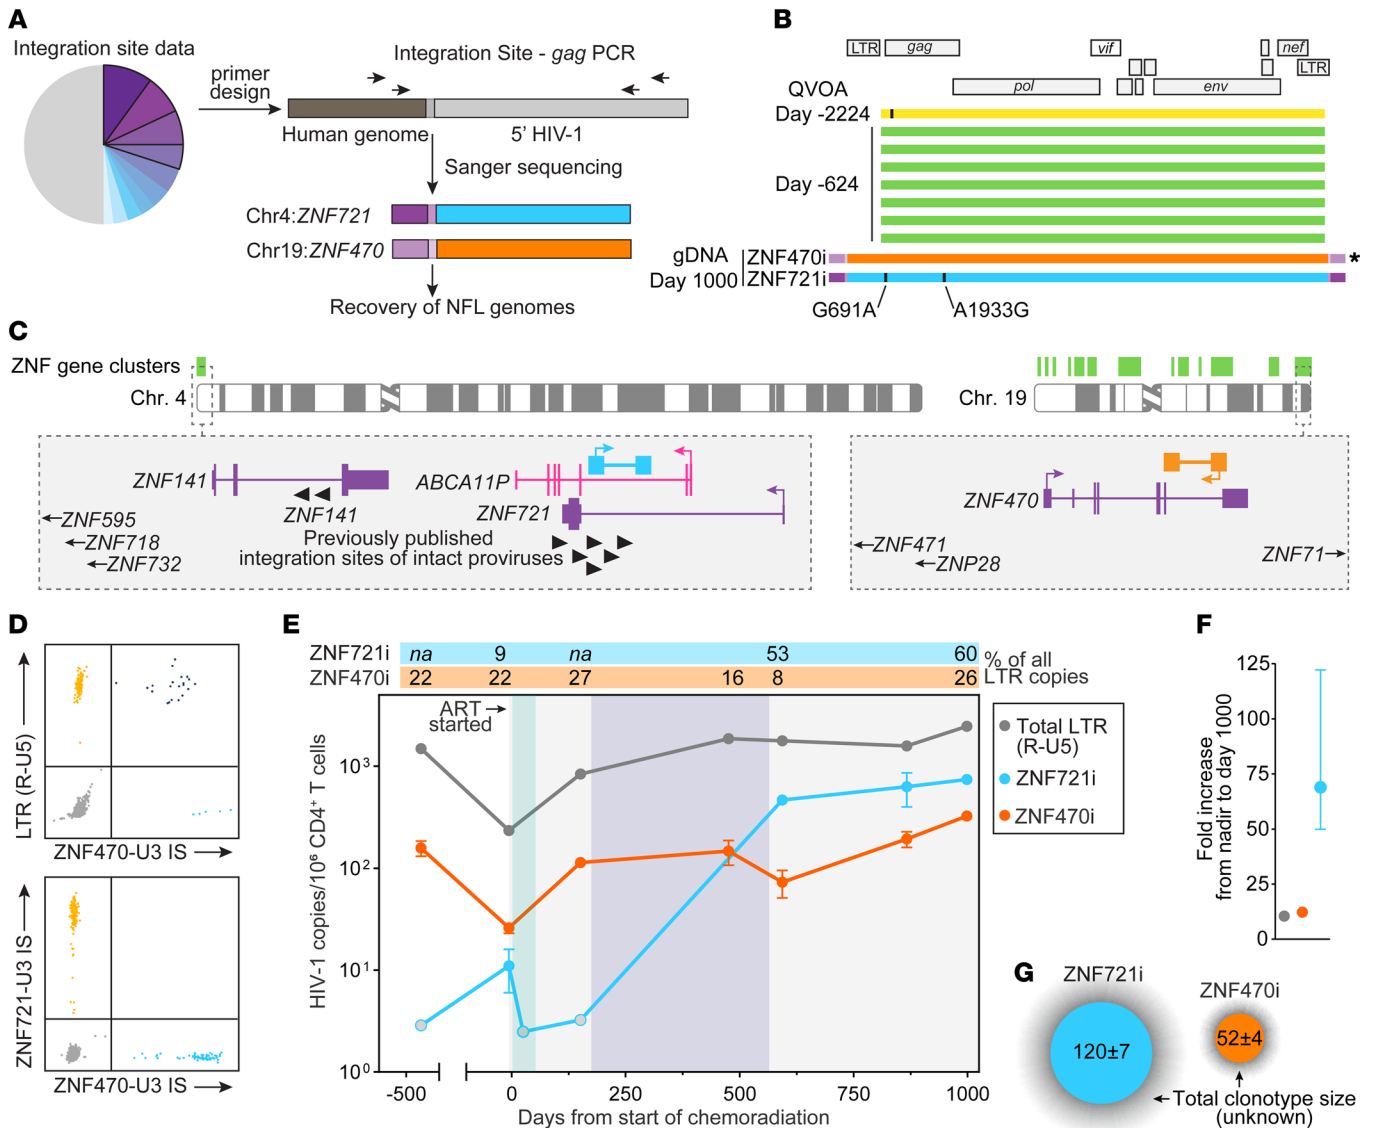 A
Integration site data
primer
design
Integration Site - gag PCR
Human genome
5' HIV-1
Sanger sequencing
Chr4:ZNF721
Chr19:ZNF470
Recovery of NFL genomes
B
LTR
gag
vif
nef
LTR
pol
env
QVOA
Day -2224
Day -624
gDNA
Day 1000
ZNF470i
*
ZNF721i
G691A
A1933G
C
ZNF gene clusters
Chr. 4
Chr. 19
ZNF141
ABCA11P
ZNF141
ZNF721
ZNF595
ZNF718
ZNF732
Previously published
integration sites of intact proviruses
ZNF470
ZNF471
ZNP28
ZNF71
D
LTR (R-U5)
ZNF470-U3 IS
ZNF721-U3 IS
ZNF470-U3 IS
E
ZNF721i na 9 na 53 60
ZNF470i 22 22 27 16 8 26
% of all
LTR copies
ART
started
HIV-1 copies/10⁶ CD4⁺ T cells
10³
10²
10¹
10⁰
-500 0 250 500 750 1000
Days from start of chemoradiation
Total LTR
(R-U5)
ZNF721i
ZNF470i
F
Fold increase
from nadir to day 1000
125
100
75
50
25
0
G
ZNF721i
ZNF470i
120±7
52±4
Total clonotype size
(unknown)